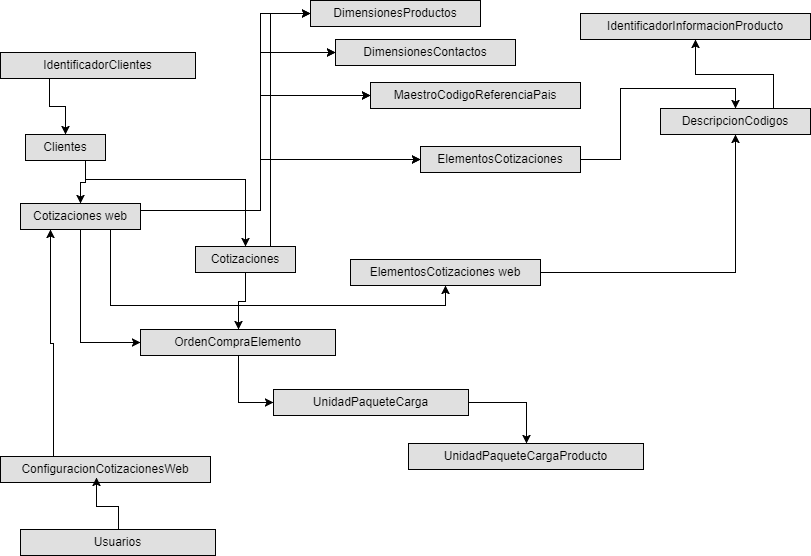 DimensionesProductos
IdentificadorInformacionProducto
DimensionesContactos
IdentificadorClientes
MaestroCodigoReferenciaPais
DescripcionCodigos
Clientes
ElementosCotizaciones
Cotizaciones web
Cotizaciones
ElementosCotizaciones web
OrdenCompraElemento
UnidadPaqueteCarga
UnidadPaqueteCargaProducto
ConfiguracionCotizacionesWeb
Usuarios